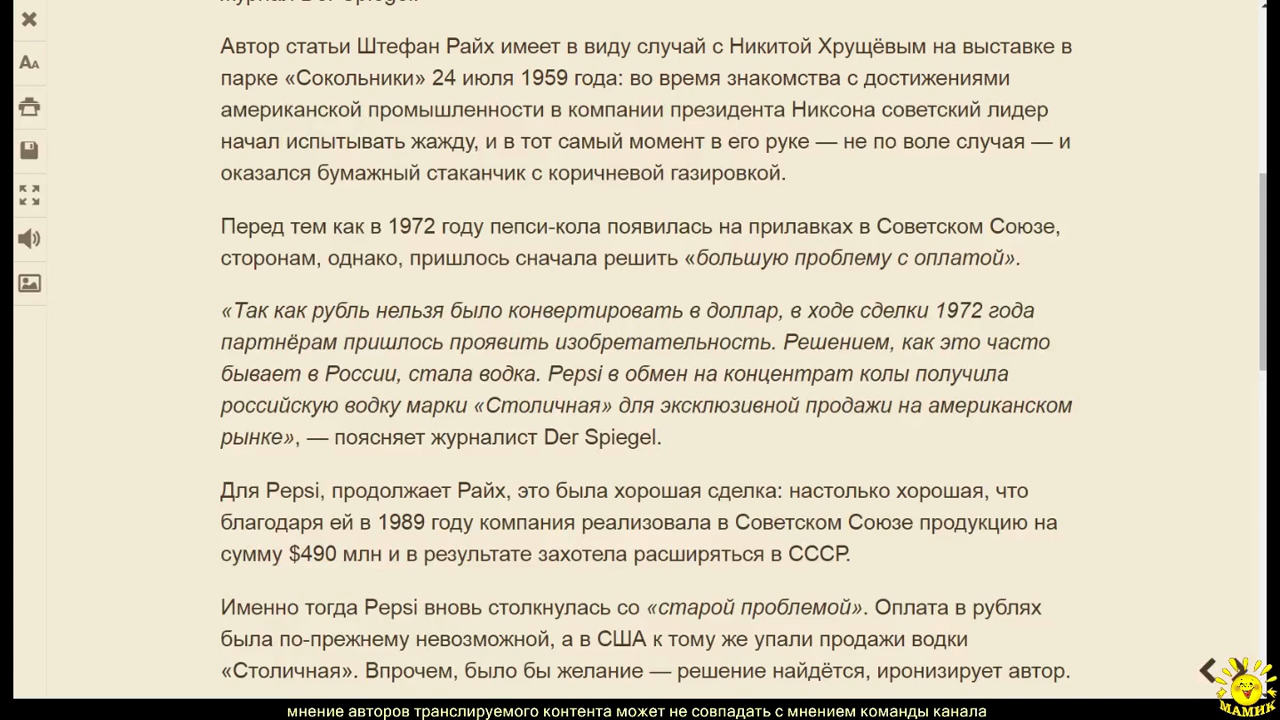 журнал Der Spiegel.
Автор статьи Штефан Райх имеет в виду случай с Никитой Хрущёвым на выставке в
парке «Сокольники» 24 июля 1959 года: во время знакомства с достижениями
американской промышленности в компании президента Никсона советский лидер
начал испытывать жажду, и в тот самый момент в его руке — не по воле случая — и
оказался бумажный стаканчик с коричневой газировкой.
Перед тем как в 1972 году пепси-кола появилась на прилавках в Советском Союзе,
сторонам, однако, пришлось сначала решить «большую проблему с оплатой».
«Так как рубль нельзя было конвертировать в доллар, в ходе сделки 1972 года
партнёрам пришлось проявить изобретательность. Решением, как это часто
бывает в России, стала водка. Pepsi в обмен на концентрат колы получила
российскую водку марки «Столичная» для эксклюзивной продажи на американском
рынке», — поясняет журналист Der Spiegel.
Для Pepsi, продолжает Райх, это была хорошая сделка: настолько хорошая, что
благодаря ей в 1989 году компания реализовала в Советском Союзе продукцию на
сумму $490 млн и в результате захотела расширяться в СССР.
Именно тогда Pepsi вновь столкнулась со «старой проблемой». Оплата в рублях
была по-прежнему невозможной, а в США к тому же упали продажи водки
«Столичная». Впрочем, было бы желание — решение найдётся, иронизирует автор.
МАМИК
мнение авторов транслируемого контента может не совпадать с мнением команды канала